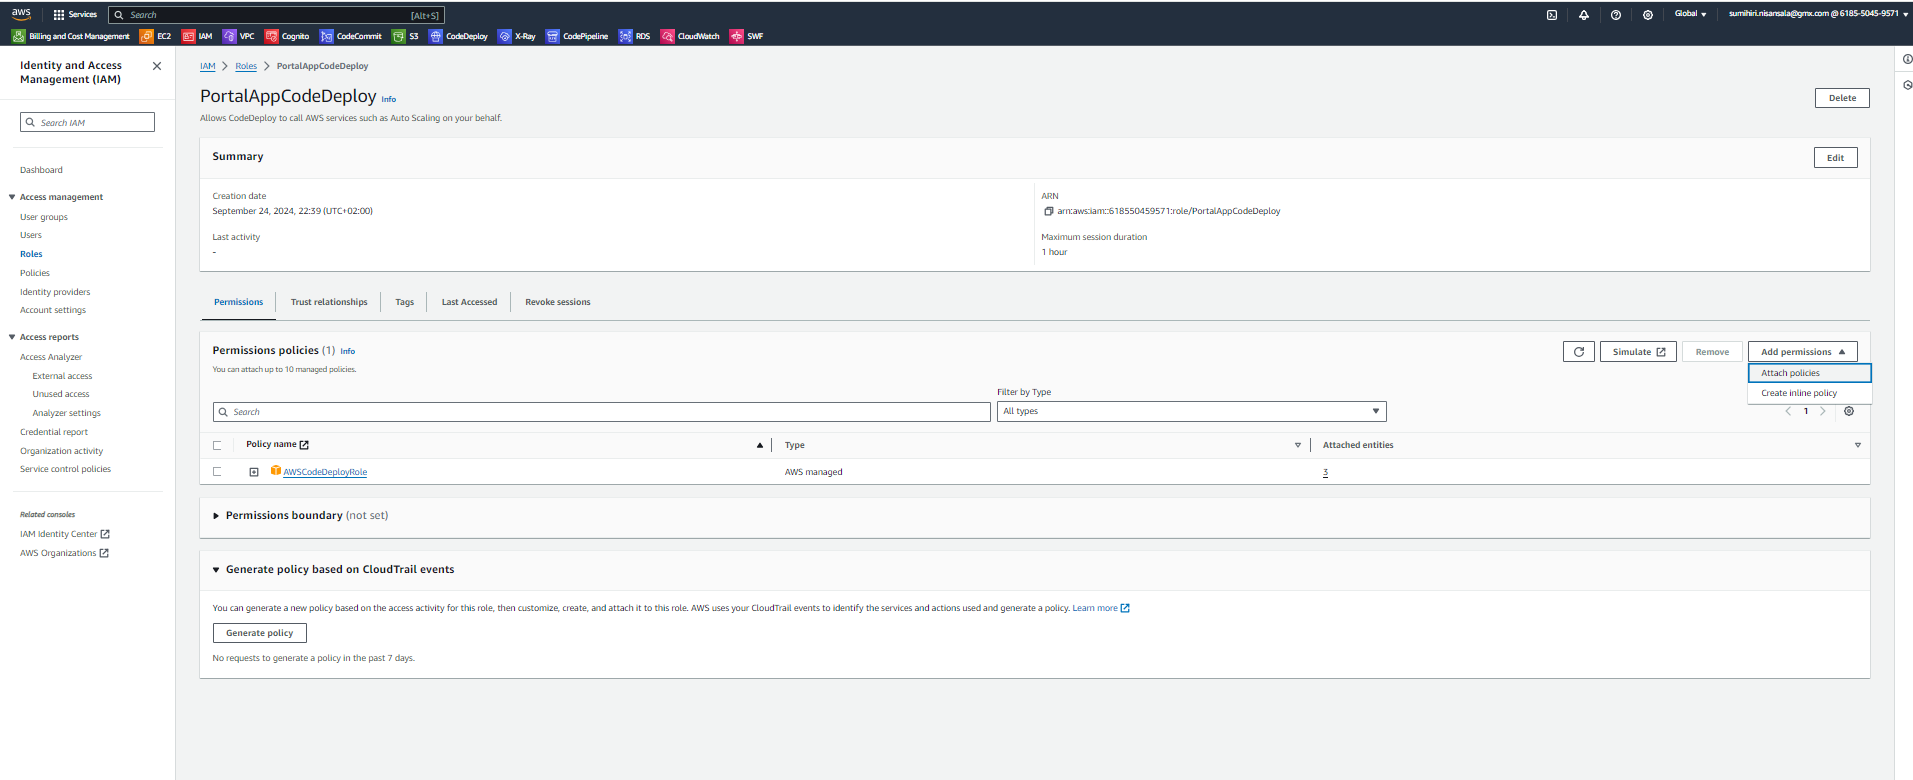 aws Services Search [Alt+S] Global sumihiri.nisansala@gmx.com @ 6185-5045-9571
Billing and Cost Management EC2 IAM VPC Cognito CodeCommit S3 CodeDeploy X-Ray CodePipeline RDS CloudWatch SWF
Identity and Access
Management (IAM)
Search IAM
Dashboard
Access management
User groups
Users
Roles
Policies
Identity providers
Account settings
Access reports
Access Analyzer
External access
Unused access
Analyzer settings
Credential report
Organization activity
Service control policies
Related consoles
IAM Identity Center
AWS Organizations
IAM > Roles > PortalAppCodeDeploy
PortalAppCodeDeploy Info
Delete
Allows CodeDeploy to call AWS services such as Auto Scaling on your behalf.
Summary
Edit
Creation date
September 24, 2024, 22:39 (UTC+02:00)
ARN
arn:aws:iam::618550459571:role/PortalAppCodeDeploy
Last activity
-
Maximum session duration
1 hour
Permissions Trust relationships Tags Last Accessed Revoke sessions
Permissions policies (1) Info
Simulate Remove Add permissions
You can attach up to 10 managed policies.
Attach policies
Create inline policy
Filter by Type
Search All types
< 1 >
Policy name Type Attached entities
AWSCodeDeployRole AWS managed 3
Permissions boundary (not set)
Generate policy based on CloudTrail events
You can generate a new policy based on the access activity for this role, then customize, create, and attach it to this role. AWS uses your CloudTrail events to identify the services and actions used and generate a policy. Learn more
Generate policy
No requests to generate a policy in the past 7 days.